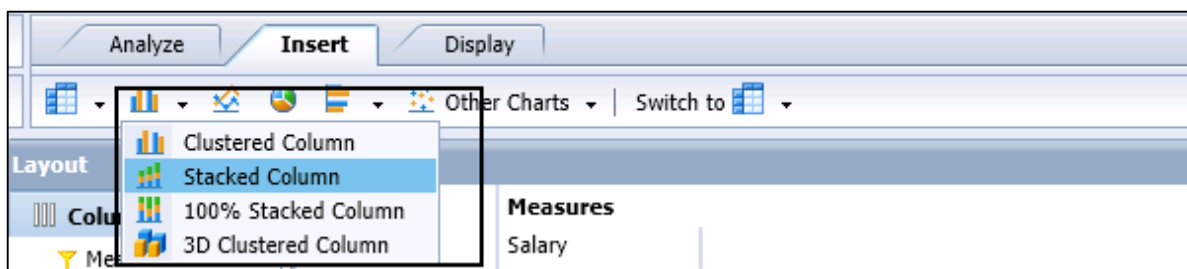 Analyze Insert Display
Other Charts Switch to
Clustered Column
Layout
Stacked Column
100% Stacked Column
Measures
3D Clustered Column
Salary